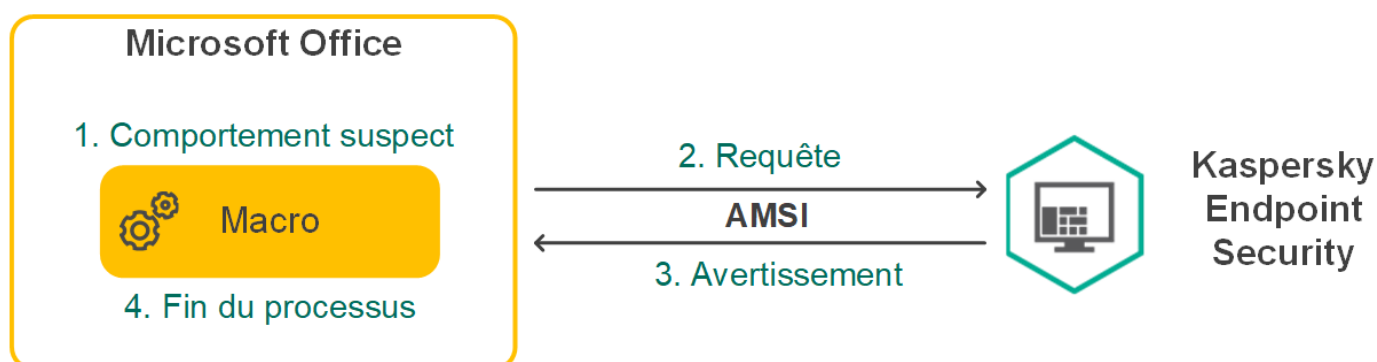 Microsoft Office
1. Comportement suspect
Macro
4. Fin du processus
2. Requête
AMSI
3. Avertissement
Kaspersky
Endpoint
Security